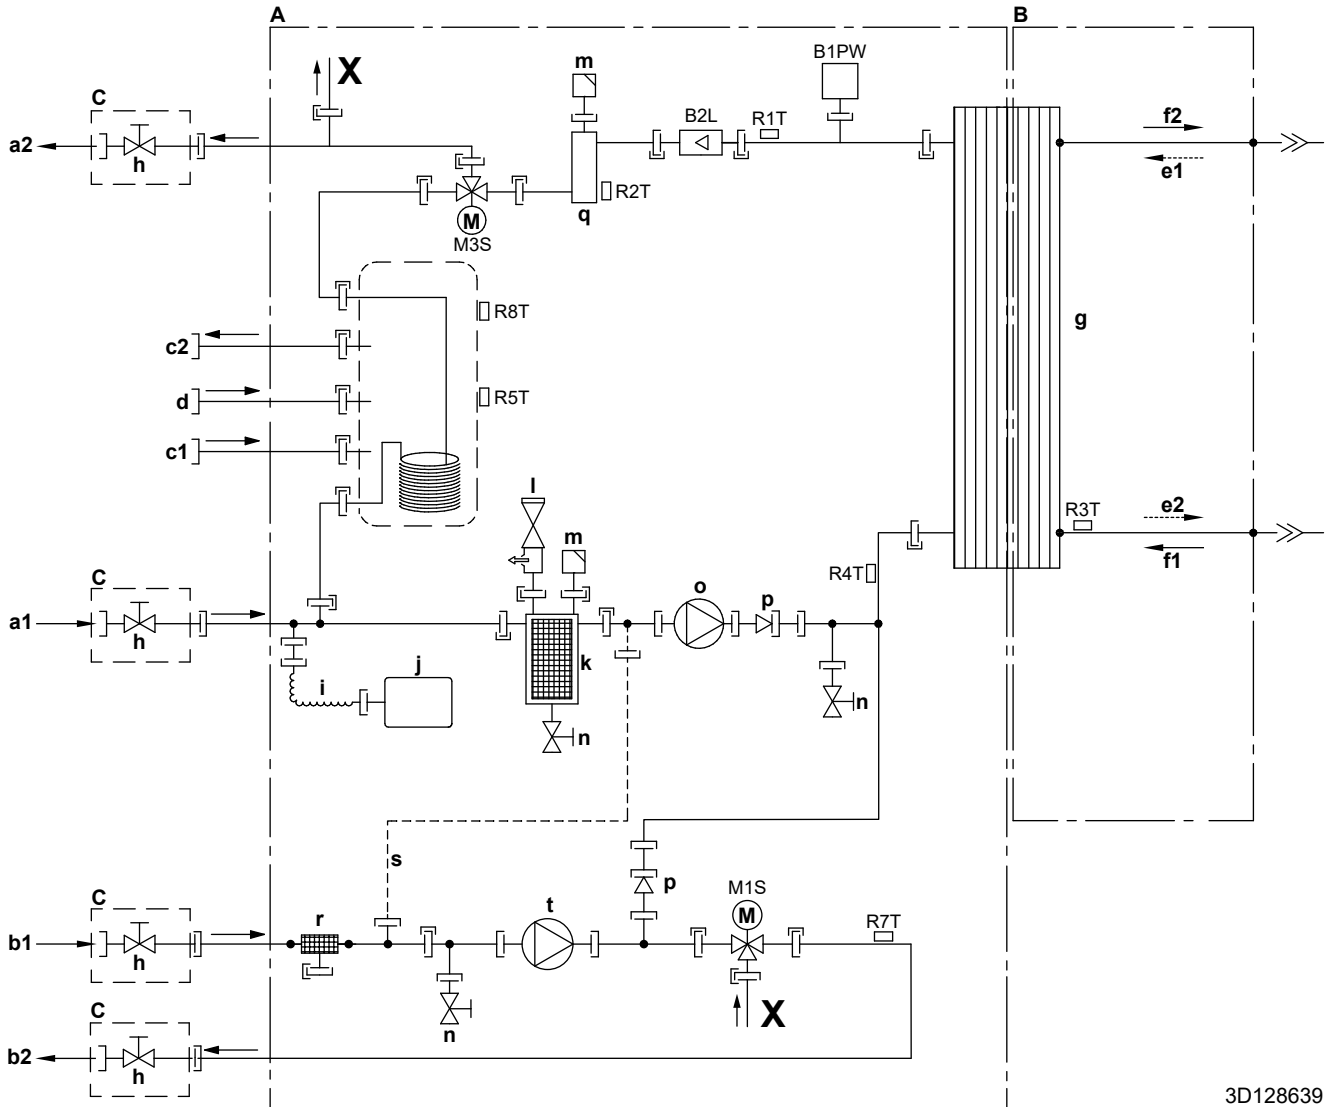 A
B
X
m
B1PW
C
B2L
R1T
f2
a2
h
e1
R2T
q
M
M3S
R8T
g
c2
d
R5T
c1
l
m
e2
R3T
f1
C
R4T
o
p
a1
h
k
j
i
n
n
s
p
M1S
C
r
t
M
R7T
b1
h
X
C
n
b2
h
3D128639